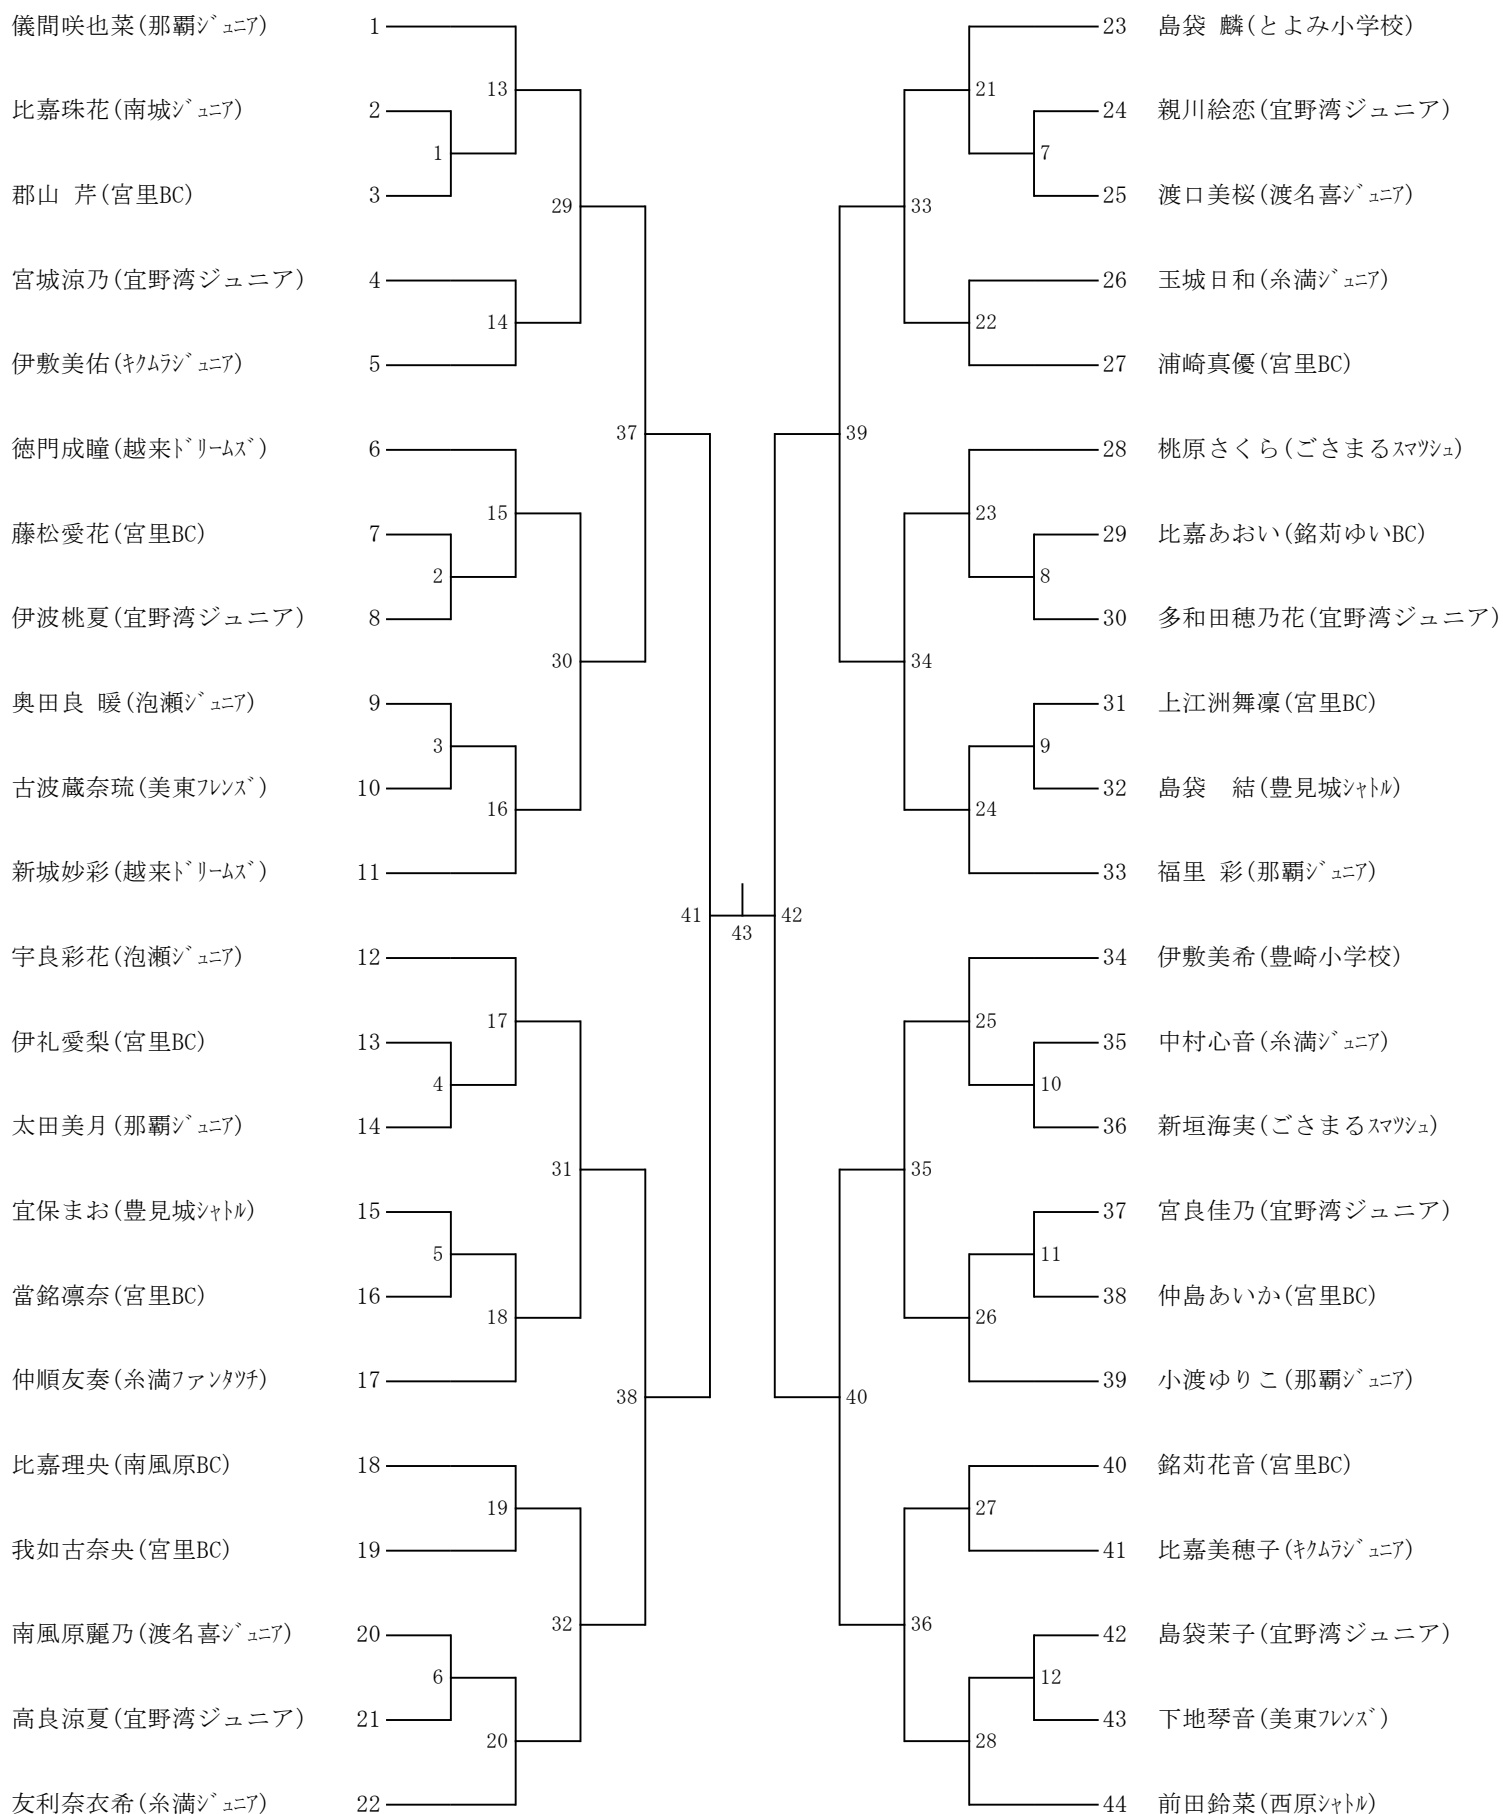 儀間咲也菜(那覇ｼﾞｭﾆｱ) 1
比嘉珠花(南城ｼﾞｭﾆｱ) 2
郡山 芹(宮里BC) 3
宮城涼乃(宜野湾ジュニア) 4
伊敷美佑(ｷｸﾑﾗｼﾞｭﾆｱ) 5
徳門成瞳(越来ﾄﾞﾘｰﾑｽﾞ) 6
藤松愛花(宮里BC) 7
伊波桃夏(宜野湾ジュニア) 8
奥田良 暖(泡瀬ｼﾞｭﾆｱ) 9
古波蔵奈琉(美東ﾌﾚﾝｽﾞ) 10
新城妙彩(越来ﾄﾞﾘｰﾑｽﾞ) 11
宇良彩花(泡瀬ｼﾞｭﾆｱ) 12
伊礼愛梨(宮里BC) 13
太田美月(那覇ｼﾞｭﾆｱ) 14
宜保まお(豊見城ｼｬﾄﾙ) 15
當銘凛奈(宮里BC) 16
仲順友奏(糸満ファンタッチ) 17
比嘉理央(南風原BC) 18
我如古奈央(宮里BC) 19
南風原麗乃(渡名喜ｼﾞｭﾆｱ) 20
高良涼夏(宜野湾ジュニア) 21
友利奈衣希(糸満ｼﾞｭﾆｱ) 22
1
2
3
4
5
6
13
14
15
16
17
18
19
20
29
30
31
32
37
38
41
43
42
39
40
33
34
35
36
21
22
23
24
25
26
27
28
7
8
9
10
11
12
23 島袋 麟(とよみ小学校)
24 親川絵恋(宜野湾ジュニア)
25 渡口美桜(渡名喜ｼﾞｭﾆｱ)
26 玉城日和(糸満ｼﾞｭﾆｱ)
27 浦崎真優(宮里BC)
28 桃原さくら(ごさまるｽﾏｯｼｭ)
29 比嘉あおい(銘苅ゆいBC)
30 多和田穂乃花(宜野湾ジュニア)
31 上江洲舞凜(宮里BC)
32 島袋　結(豊見城ｼｬﾄﾙ)
33 福里 彩(那覇ｼﾞｭﾆｱ)
34 伊敷美希(豊崎小学校)
35 中村心音(糸満ｼﾞｭﾆｱ)
36 新垣海実(ごさまるｽﾏｯｼｭ)
37 宮良佳乃(宜野湾ジュニア)
38 仲島あいか(宮里BC)
39 小渡ゆりこ(那覇ｼﾞｭﾆｱ)
40 銘苅花音(宮里BC)
41 比嘉美穂子(ｷｸﾑﾗｼﾞｭﾆｱ)
42 島袋茉子(宜野湾ジュニア)
43 下地琴音(美東ﾌﾚﾝｽﾞ)
44 前田鈴菜(西原ｼｬﾄﾙ)